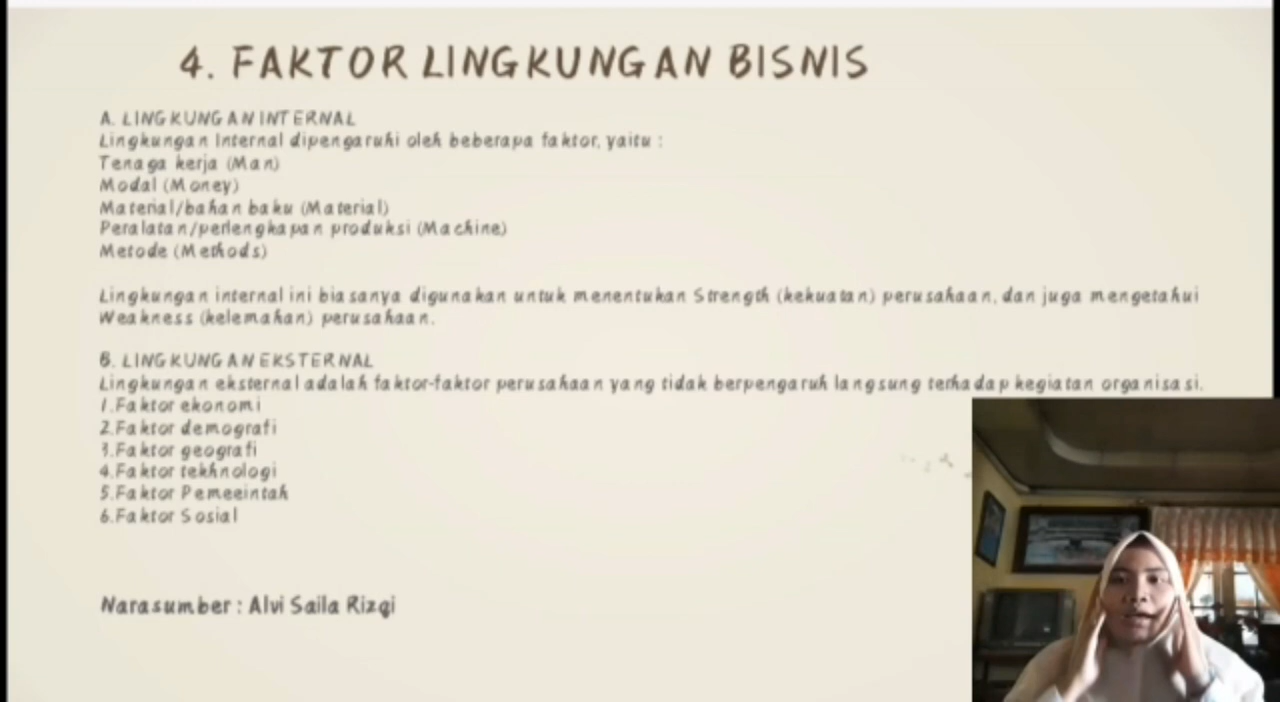 4. FAKTOR LINGKUNGAN BISNIS
A. LINGKUNGAN INTERNAL
Lingkungan Internal dipengaruhi oleh beberapa faktor, yaitu :
Tenaga kerja (Man)
Modal (Money)
Material/bahan baku (Material)
Peralatan/perlengkapan produksi (Machine)
Metode (Methods)
Lingkungan internal ini biasanya digunakan untuk menentukan Strength (kekuatan) perusahaan, dan juga mengetahui
Weakness (kelemahan) perusahaan.
B. LINGKUNGAN EKSTERNAL
Lingkungan eksternal adalah faktor-faktor perusahaan yang tidak berpengaruh langsung terhadap kegiatan organisasi.
1.Faktor ekonomi
2.Faktor demografi
3.Faktor geografi
4.Faktor tekhnologi
5.Faktor Pemeeintah
6.Faktor Sosial
Narasumber : Alvi Saila Rizqi